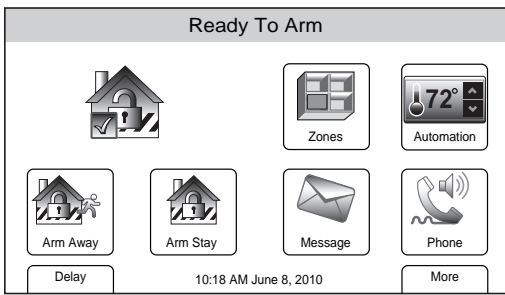 Ready To Arm
72°
Zones
Automation
Arm Away
Arm Stay
Message
Phone
Delay
10:18 AM June 8, 2010
More